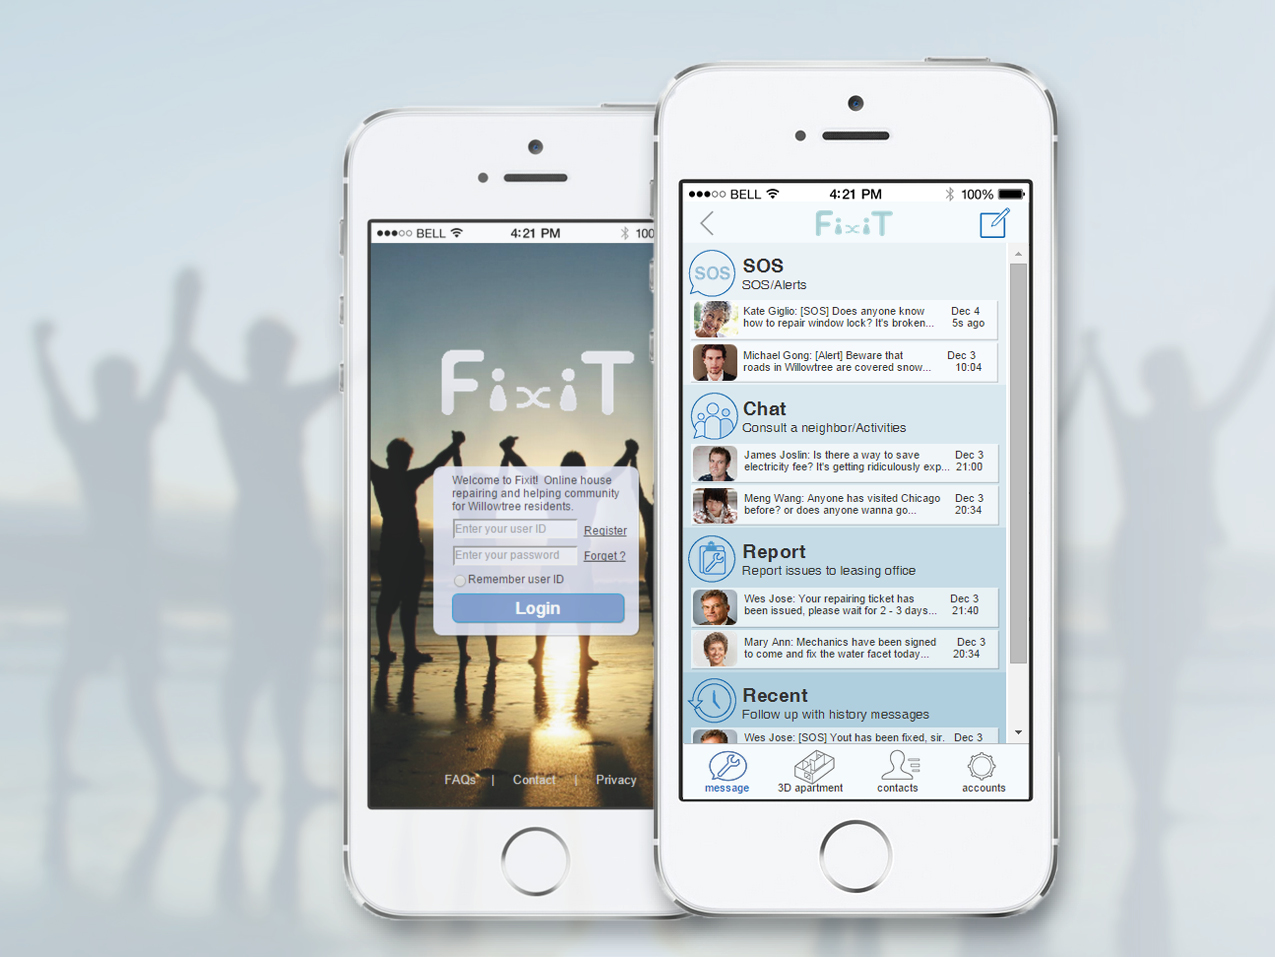 BELL
4:21 PM
100
FixiT
Welcome to Fixit! Online house
repairing and helping community
for Willowtree residents.
Enter your user ID
Register
Enter your password
Forget ?
Remember user ID
Login
FAQs | Contact | Privacy
BELL
4:21 PM
100%
FixiT
SOS
SOS
SOS/Alerts
Kate Giglio: [SOS] Does anyone know
Dec 4
how to repair window lock? It's broken...
5s ago
Michael Gong: [Alert] Beware that
Dec 3
roads in Willowtree are covered snow...
10:04
Chat
Consult a neighbor/Activities
James Joslin: Is there a way to save
Dec 3
electricity fee? It's getting ridiculously exp...
21:00
Meng Wang: Anyone has visited Chicago
Dec 3
before? or does anyone wanna go...
20:34
Report
Report issues to leasing office
Wes Jose: Your repairing ticket has
Dec 3
been issued, please wait for 2 - 3 days...
21:40
Mary Ann: Mechanics have been signed
Dec 3
to come and fix the water facet today...
20:34
Recent
Follow up with history messages
Wes Jose: [SOS] Yout has been fixed, sir.
Dec 3
message
3D apartment
contacts
accounts